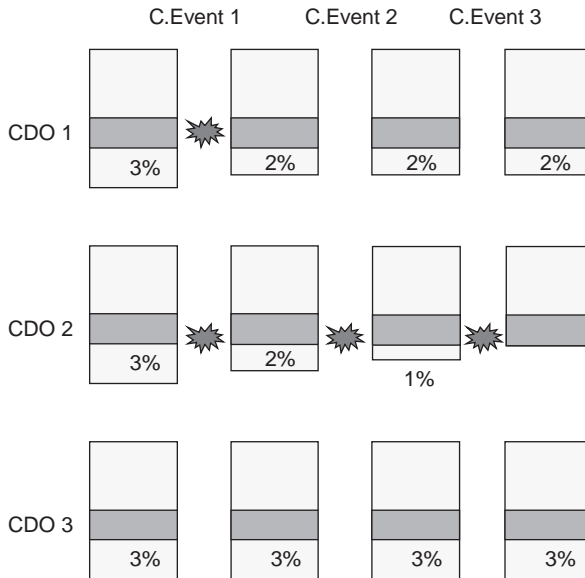 C.Event 1 C.Event 2 C.Event 3
CDO 1
3% 2% 2% 2%
CDO 2
3% 2% 1%
CDO 3
3% 3% 3% 3%